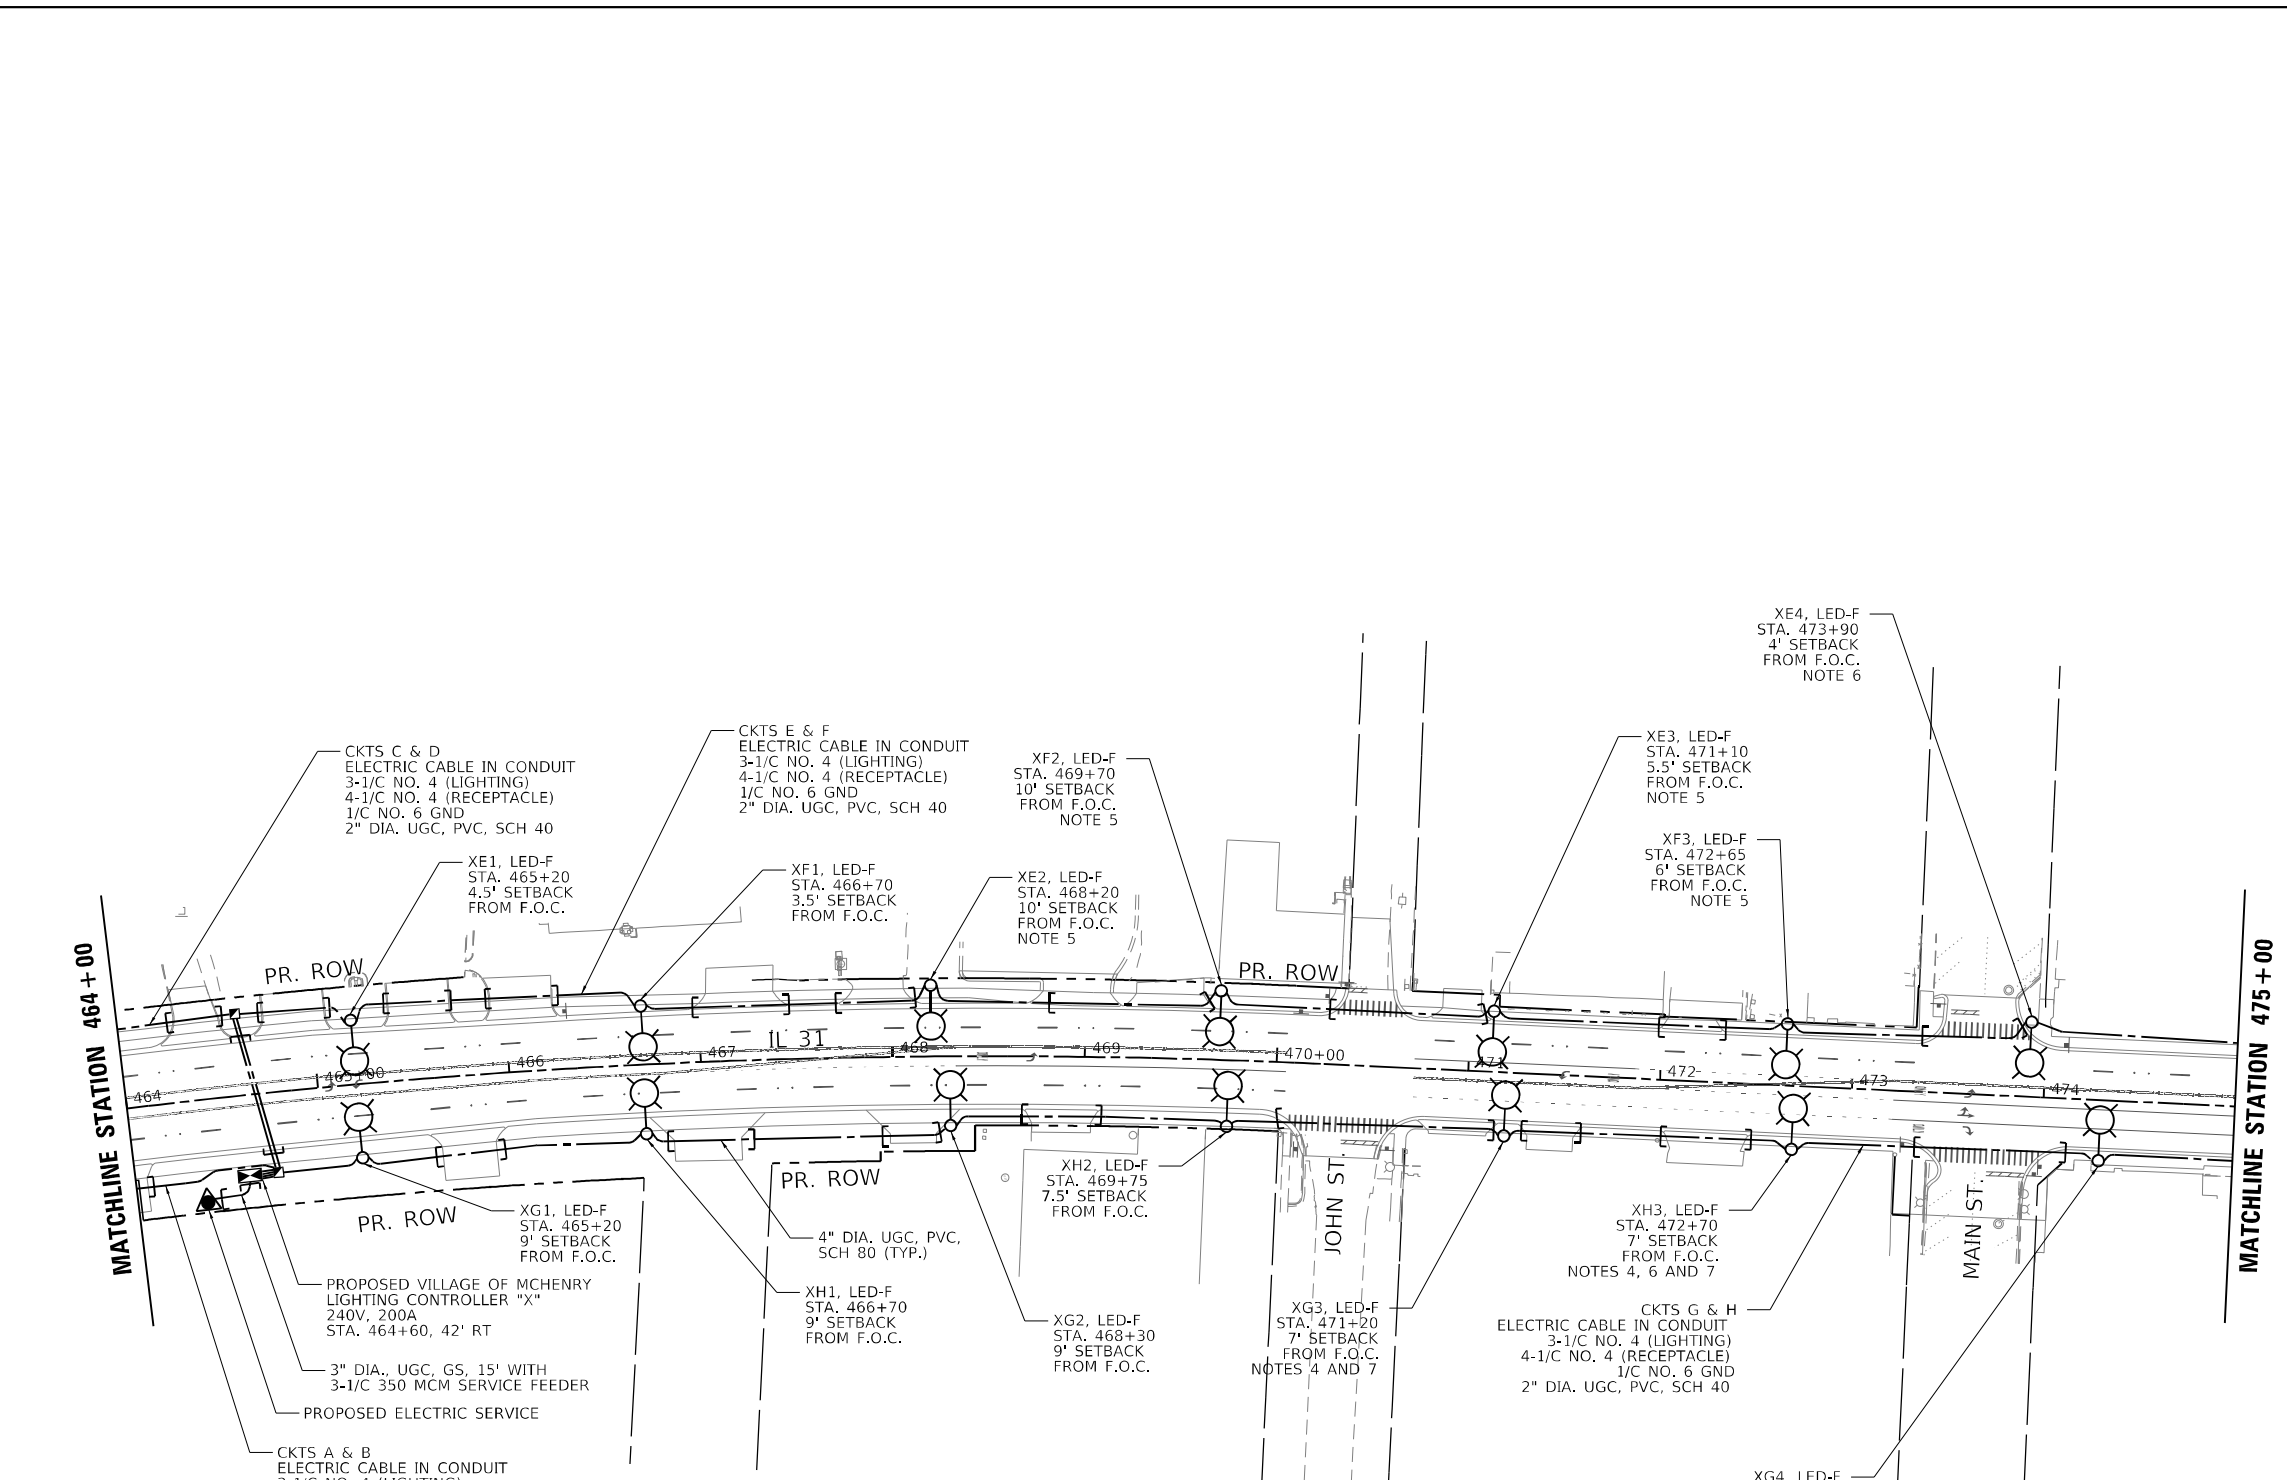 XE4, LED-F
STA. 473+90
4' SETBACK
FROM F.O.C.
NOTE 6
CKTS C & D
ELECTRIC CABLE IN CONDUIT
3-1/C NO. 4 (LIGHTING)
4-1/C NO. 4 (RECEPTACLE)
1/C NO. 6 GND
2" DIA. UGC, PVC, SCH 40
CKTS E & F
ELECTRIC CABLE IN CONDUIT
3-1/C NO. 4 (LIGHTING)
4-1/C NO. 4 (RECEPTACLE)
1/C NO. 6 GND
2" DIA. UGC, PVC, SCH 40
XF2, LED-F
STA. 469+70
10' SETBACK
FROM F.O.C.
NOTE 5
XE3, LED-F
STA. 471+10
5.5' SETBACK
FROM F.O.C.
NOTE 5
XF3, LED-F
STA. 472+65
6' SETBACK
FROM F.O.C.
NOTE 5
XE1, LED-F
STA. 465+20
4.5' SETBACK
FROM F.O.C.
XF1, LED-F
STA. 466+70
3.5' SETBACK
FROM F.O.C.
XE2, LED-F
STA. 468+20
10' SETBACK
FROM F.O.C.
NOTE 5
MATCHLINE STATION 464+00
PR. ROW
PR. ROW
IL 31
464
465+00
466
467
468
469
470+00
471
472
473
474
MATCHLINE STATION 475+00
PR. ROW
PR. ROW
JOHN ST.
MAIN ST.
XG1, LED-F
STA. 465+20
9' SETBACK
FROM F.O.C.
4" DIA. UGC, PVC,
SCH 80 (TYP.)
XH2, LED-F
STA. 469+75
7.5' SETBACK
FROM F.O.C.
XH3, LED-F
STA. 472+70
7' SETBACK
FROM F.O.C.
NOTES 4, 6 AND 7
PROPOSED VILLAGE OF MCHENRY
LIGHTING CONTROLLER "X"
240V, 200A
STA. 464+60, 42' RT
XH1, LED-F
STA. 466+70
9' SETBACK
FROM F.O.C.
XG2, LED-F
STA. 468+30
9' SETBACK
FROM F.O.C.
XG3, LED-F
STA. 471+20
7' SETBACK
FROM F.O.C.
NOTES 4 AND 7
CKTS G & H
ELECTRIC CABLE IN CONDUIT
3-1/C NO. 4 (LIGHTING)
4-1/C NO. 4 (RECEPTACLE)
1/C NO. 6 GND
2" DIA. UGC, PVC, SCH 40
3" DIA., UGC, GS, 15' WITH
3-1/C 350 MCM SERVICE FEEDER
PROPOSED ELECTRIC SERVICE
CKTS A & B
ELECTRIC CABLE IN CONDUIT
XG4, LED-F